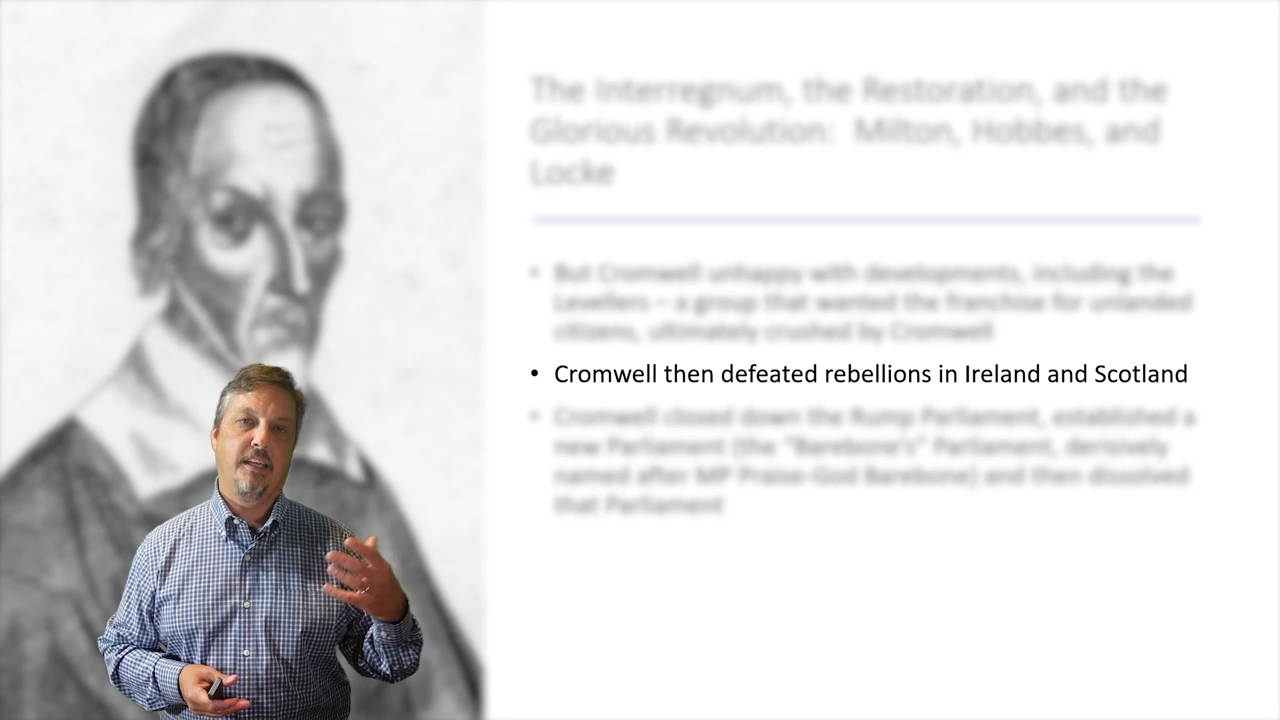 The Interregnum, the Restoration, and the
Glorious Revolution: Milton, Hobbes, and
Locke
• But Cromwell unhappy with developments, including the
Levellers – a group that wanted the franchise for unlanded
citizens, ultimately crushed by Cromwell
• Cromwell then defeated rebellions in Ireland and Scotland
• Cromwell closed down the Rump Parliament, established a
new Parliament (the "Barebone's" Parliament, derisively
named after MP Praise-God Barebone) and then dissolved
that Parliament